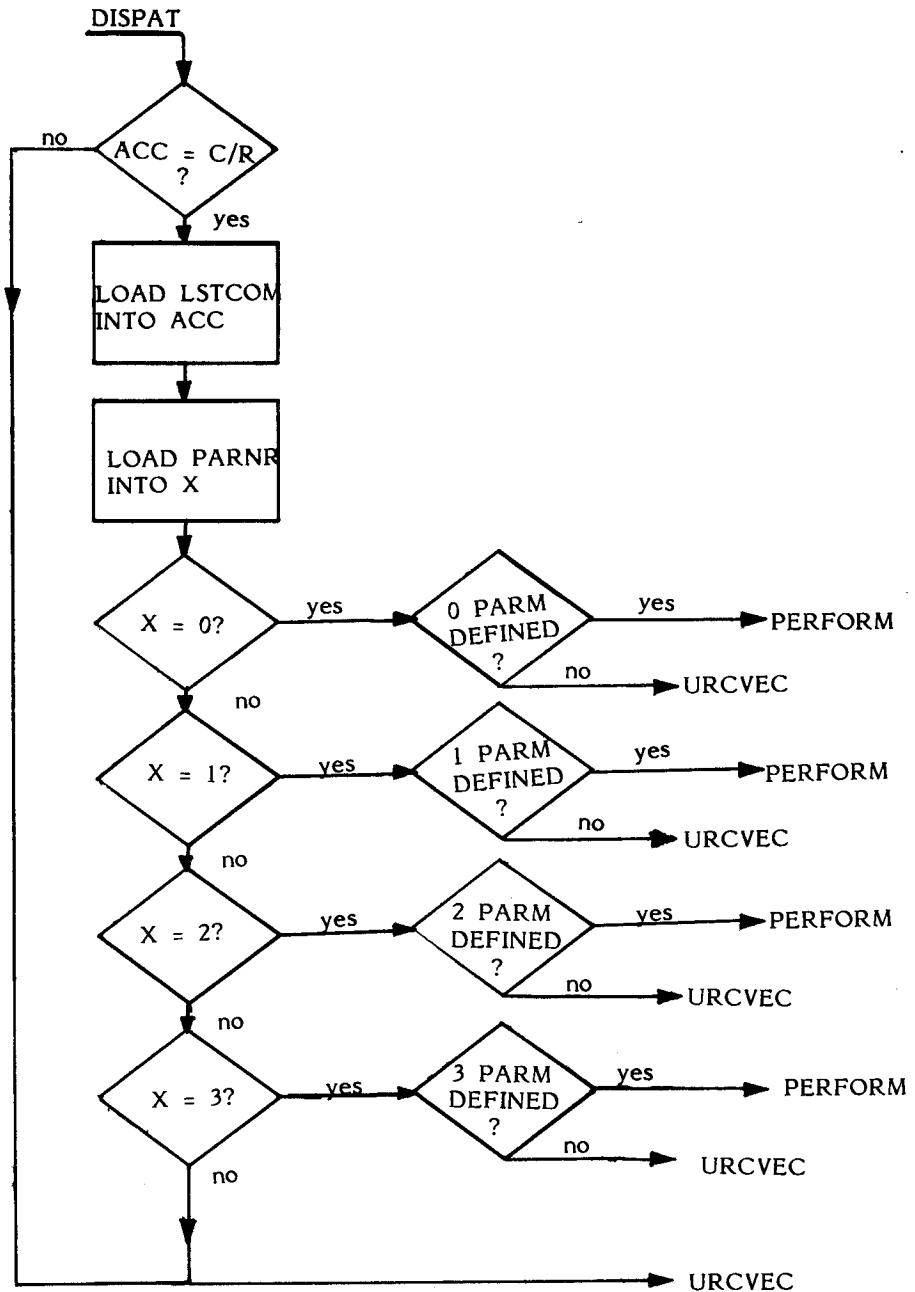 DISPAT
no
ACC = C/R
?
yes
LOAD LSTCOM
INTO ACC
LOAD PARNR
INTO X
X = 0?
yes
0 PARM
DEFINED
?
yes
PERFORM
no
URCVEC
no
X = 1?
yes
1 PARM
DEFINED
?
yes
PERFORM
no
URCVEC
no
X = 2?
yes
2 PARM
DEFINED
?
yes
PERFORM
no
URCVEC
no
X = 3?
yes
3 PARM
DEFINED
?
yes
PERFORM
no
URCVEC
no
URCVEC